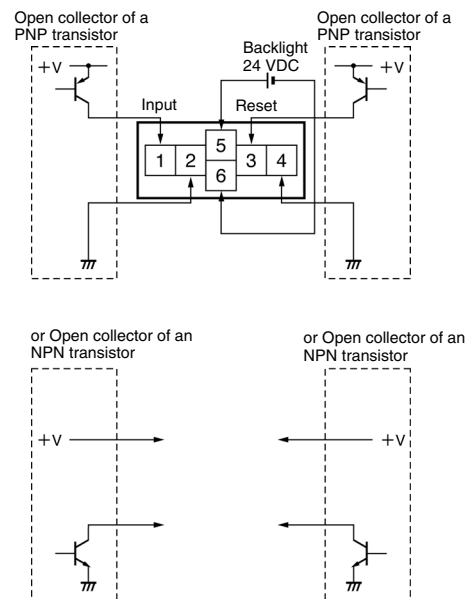 Open collector of a
PNP transistor
Open collector of a
PNP transistor
Backlight
24 VDC
+V
+V
Input
Reset
1
2
5
6
3
4
or Open collector of an
NPN transistor
or Open collector of an
NPN transistor
+V
+V